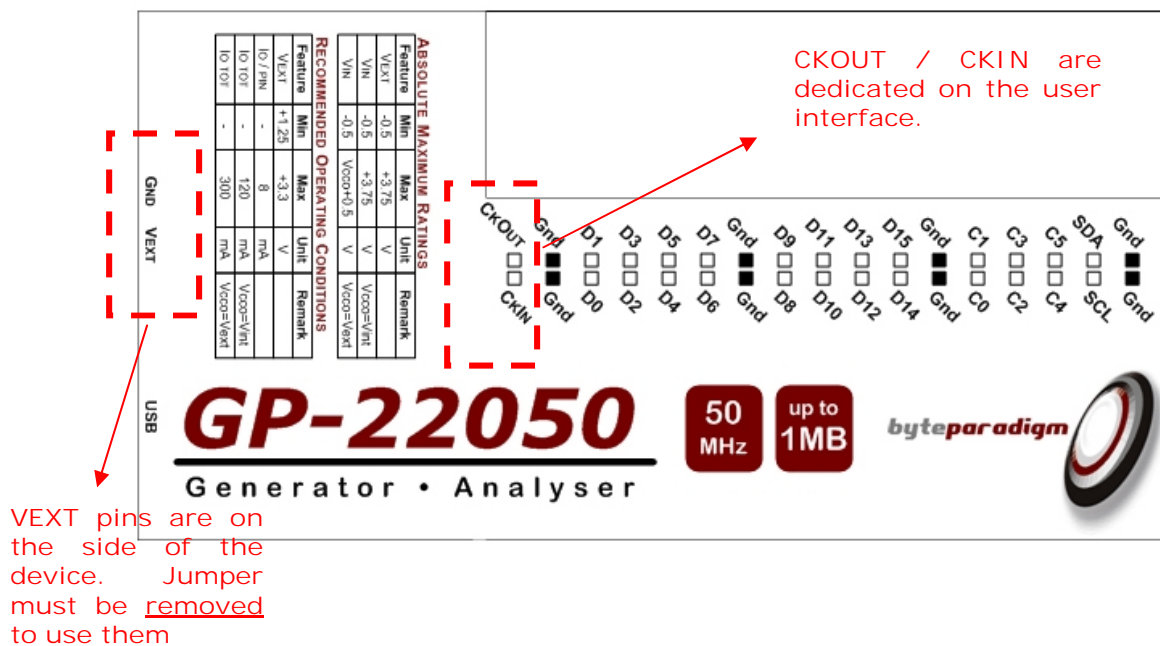 CKOUT / CKIN are
dedicated on the user
interface.
ABSOLUTE MAXIMUM RATINGS
Feature Min Max Unit Remark
VEXT -0.5 +3.75 V
VIN -0.5 +3.75 V Vcco=Vint
VIN -0.5 Vcco+0.5 V Vcco=Vext
RECOMMENDED OPERATING CONDITIONS
Feature Min Max Unit Remark
VEXT +1.25 +3.3 V
IO / PIN - 8 mA
IO TOT - 120 mA Vcco=Vint
IO TOT - 300 mA Vcco=Vext
GND VEXT
USB
CKOUT Gnd D1 D3 D5 D7 Gnd D9 D11 D13 D15 Gnd C1 C3 C5 SDA Gnd
CKIN Gnd D0 D2 D4 D6 Gnd D8 D10 D12 D14 Gnd C0 C2 C4 SCL Gnd
GP-22050
Generator • Analyser
50
MHz
up to
1MB
byteparadigm
VEXT pins are on
the side of the
device. Jumper
must be removed
to use them